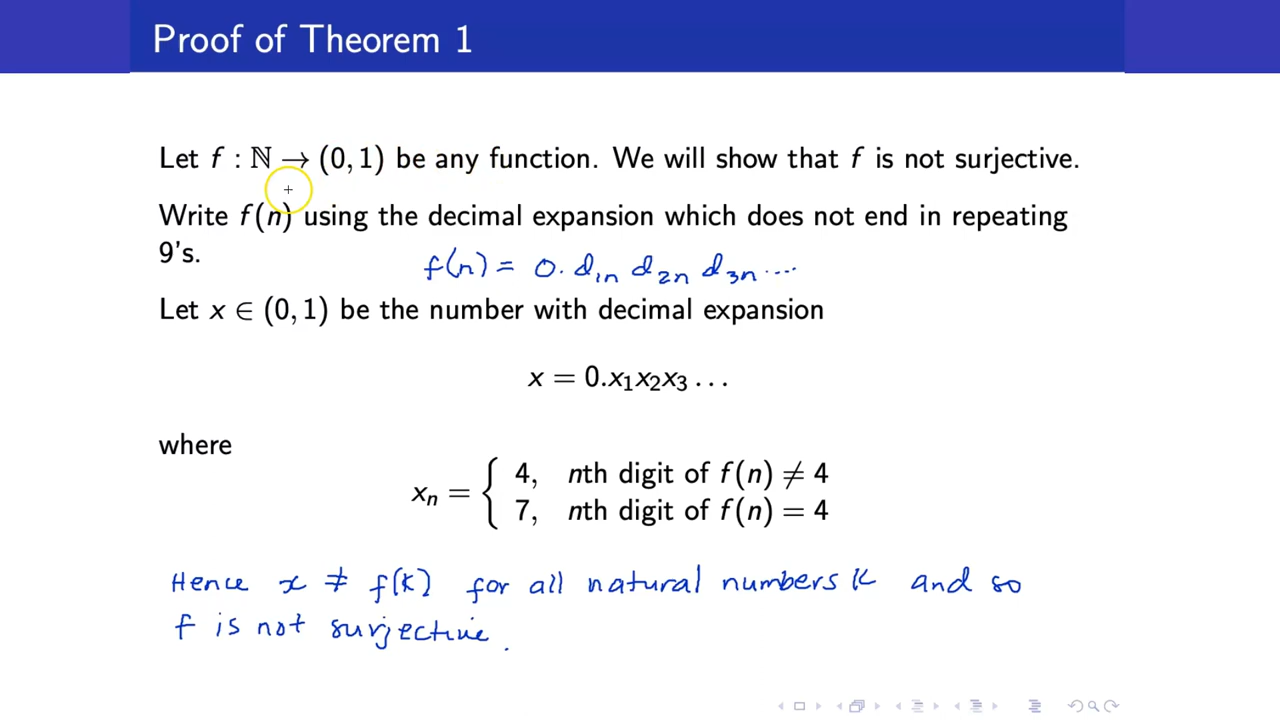 Proof of Theorem 1
Let f : ℕ → (0, 1) be any function. We will show that f is not surjective.
Write f(n) using the decimal expansion which does not end in repeating
9's.
f(n) = 0. d₁ₙ d₂ₙ d₃ₙ ...
Let x ∈ (0, 1) be the number with decimal expansion
x = 0.x₁x₂x₃ . . .
where
xₙ = { 4, nth digit of f(n) ≠ 4
7, nth digit of f(n) = 4
Hence x ≠ f(k) for all natural numbers k and so
f is not surjective.